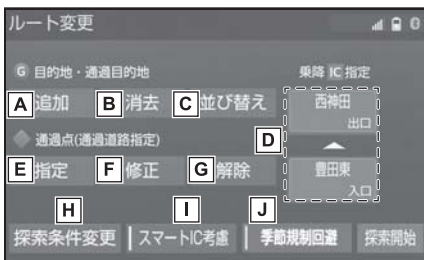 ルート変更
G 目的地・通過目的地
乗降 IC 指定
A 追加
B 消去
C 並び替え
西神田
出口
D
通過点(通過道路指定)
E 指定
F 修正
G 解除
豊田東
入口
H
I
J
探索条件変更
スマートIC考慮
季節規制回避
探索開始